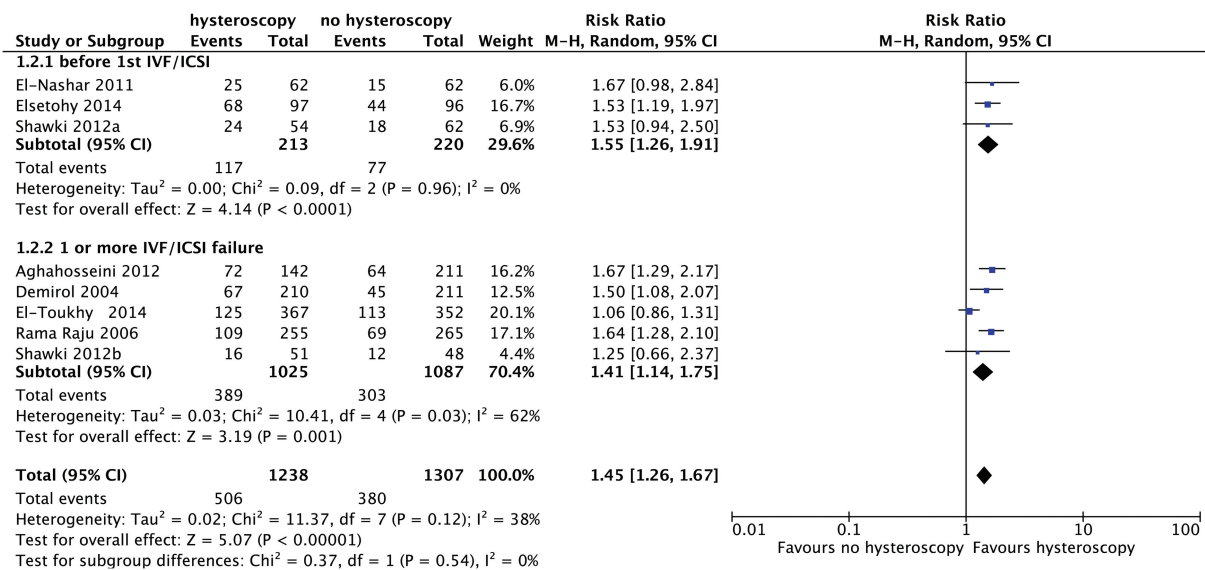 hysteroscopy no hysteroscopy Risk Ratio Risk Ratio
Study or Subgroup Events Total Events Total Weight M-H, Random, 95% CI M-H, Random, 95% CI
1.2.1 before 1st IVF/ICSI
El-Nashar 2011 25 62 15 62 6.0% 1.67 [0.98, 2.84]
Elsetohy 2014 68 97 44 96 16.7% 1.53 [1.19, 1.97]
Shawki 2012a 24 54 18 62 6.9% 1.53 [0.94, 2.50]
Subtotal (95% CI) 213 220 29.6% 1.55 [1.26, 1.91]
Total events 117 77
Heterogeneity: Tau² = 0.00; Chi² = 0.09, df = 2 (P = 0.96); I² = 0%
Test for overall effect: Z = 4.14 (P < 0.0001)
1.2.2 1 or more IVF/ICSI failure
Aghahosseini 2012 72 142 64 211 16.2% 1.67 [1.29, 2.17]
Demirol 2004 67 210 45 211 12.5% 1.50 [1.08, 2.07]
El-Toukhy 2014 125 367 113 352 20.1% 1.06 [0.86, 1.31]
Rama Raju 2006 109 255 69 265 17.1% 1.64 [1.28, 2.10]
Shawki 2012b 16 51 12 48 4.4% 1.25 [0.66, 2.37]
Subtotal (95% CI) 1025 1087 70.4% 1.41 [1.14, 1.75]
Total events 389 303
Heterogeneity: Tau² = 0.03; Chi² = 10.41, df = 4 (P = 0.03); I² = 62%
Test for overall effect: Z = 3.19 (P = 0.001)
Total (95% CI) 1238 1307 100.0% 1.45 [1.26, 1.67]
Total events 506 380
Heterogeneity: Tau² = 0.02; Chi² = 11.37, df = 7 (P = 0.12); I² = 38%
Test for overall effect: Z = 5.07 (P < 0.00001)
Test for subgroup differences: Chi² = 0.37, df = 1 (P = 0.54), I² = 0%
0.01 0.1 1 10 100
Favours no hysteroscopy Favours hysteroscopy